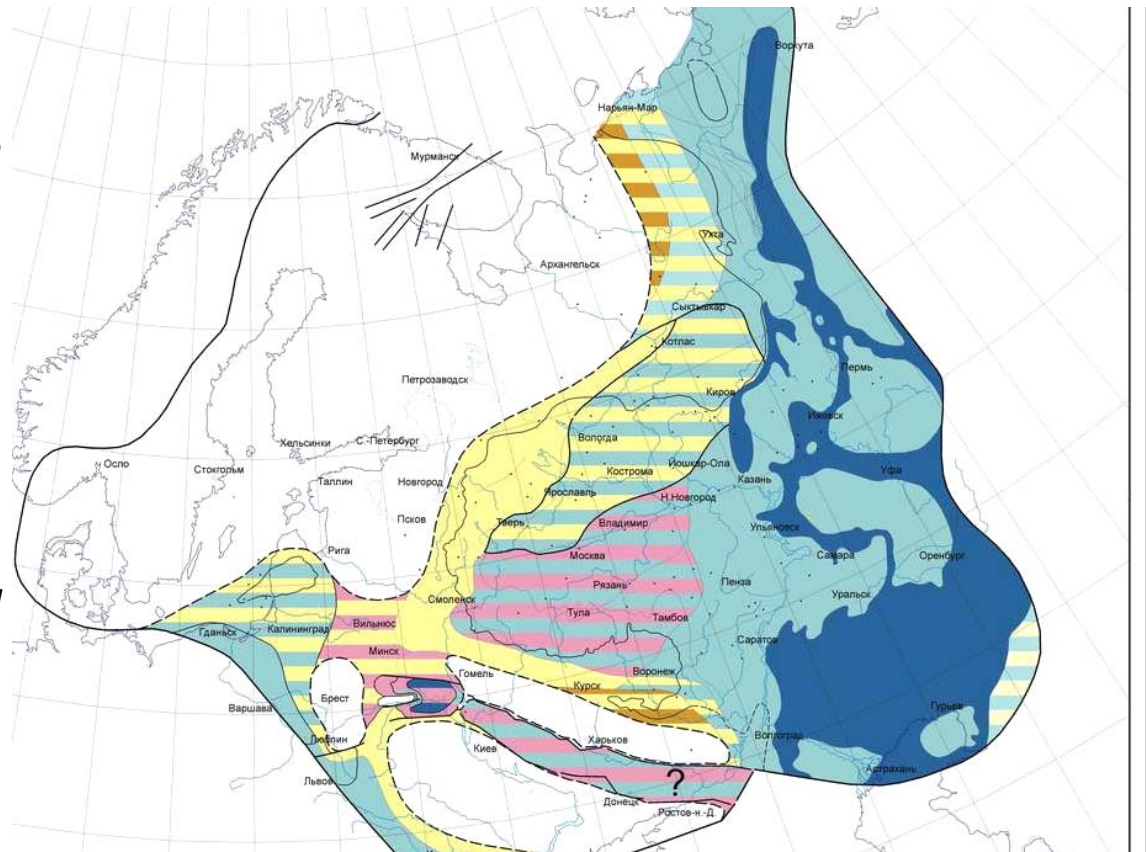 Воркута
Нарьян-Мар
Мурманск
Ухта
Архангельск
Сыктывкар
Котлас
Пермь
Петрозаводск
Киров
Ижевск
Хельсинки
С.-Петербург
Вологда
Осло
Стокгольм
Кострома
Йошкар-Ола
Уфа
Таллин
Новгород
Казань
Ярославль
Н.Новгород
Псков
Тверь
Владимир
Ульяновск
Рига
Москва
Самара
Оренбург
Рязань
Пенза
Смоленск
Уральск
Тула
Тамбов
Гданьск
Калининград
Вильнюс
Саратов
Минск
Гомель
Воронеж
Курск
Брест
Варшава
Гурьев
Люблин
Киев
Харьков
Волгоград
Львов
Астрахань
?
Донецк
Ростов-н.-Д.